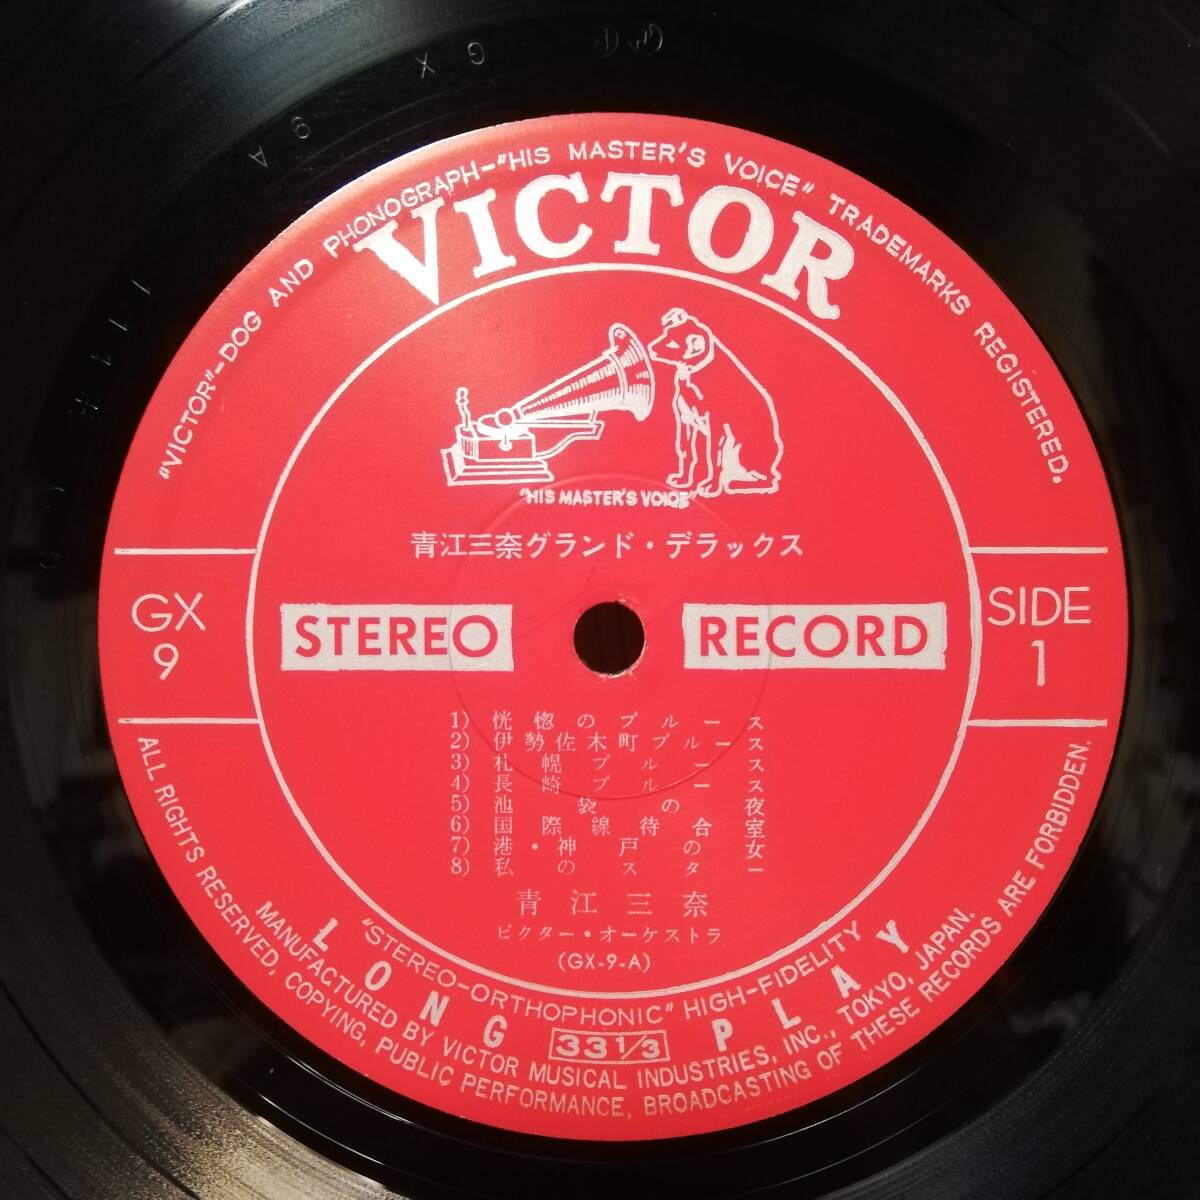 G X 9 A
"VICTOR"-DOG AND PHONOGRAPH-"HIS MASTER'S VOICE" TRADEMARKS REGISTERED.
VICTOR
"HIS MASTER'S VOICE"
青江三奈グランド・デラックス
GX
9
STEREO RECORD
SIDE
1
1) 恍惚のブルース
2) 伊勢佐木町ブルース
3) 札幌ブルース
4) 長崎ブルース
5) 池袋の夜
6) 国際線待合室
7) 港・神戸の女
8) 私のスター
青江三奈
ビクター・オーケストラ
(GX-9-A)
"STEREO-ORTHOPHONIC" HIGH-FIDELITY
LONG 33 1/3 PLAY
MANUFACTURED BY VICTOR MUSICAL INDUSTRIES, INC., TOKYO, JAPAN.
ALL RIGHTS RESERVED, COPYING, PUBLIC PERFORMANCE, BROADCASTING OF THESE RECORDS ARE FORBIDDEN.